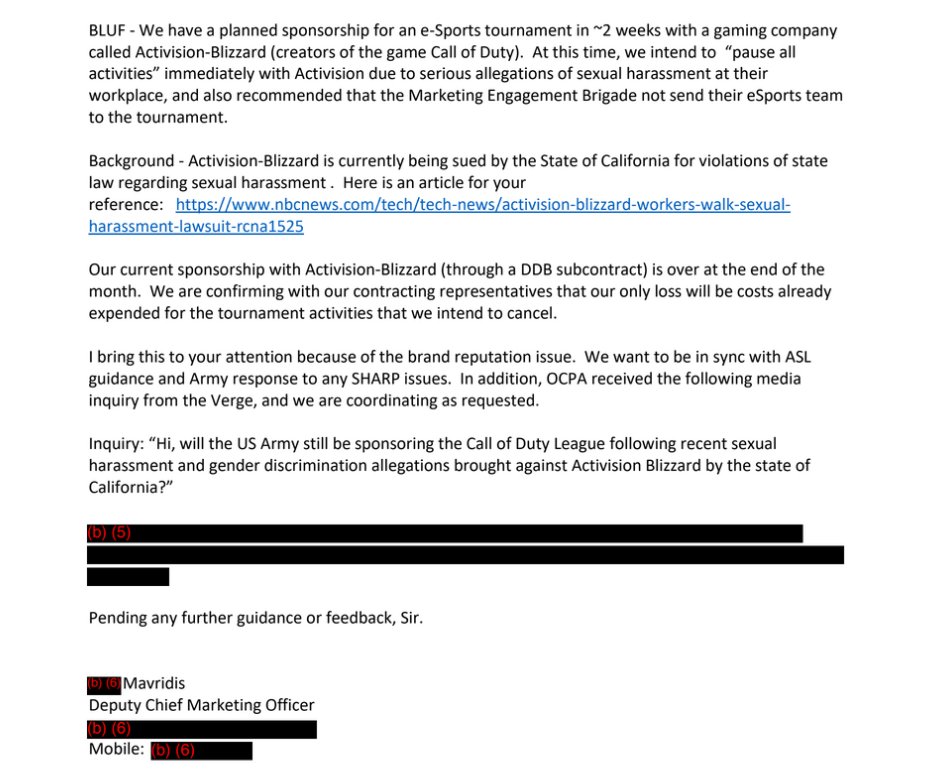 BLUF - We have a planned sponsorship for an e-Sports tournament in ~2 weeks with a gaming company
called Activision-Blizzard (creators of the game Call of Duty).  At this time, we intend to  “pause all
activities” immediately with Activision due to serious allegations of sexual harassment at their
workplace, and also recommended that the Marketing Engagement Brigade not send their eSports team
to the tournament.
Background - Activision-Blizzard is currently being sued by the State of California for violations of state
law regarding sexual harassment .  Here is an article for your
reference:   https://www.nbcnews.com/tech/tech-news/activision-blizzard-workers-walk-sexual-
harassment-lawsuit-rcna1525
Our current sponsorship with Activision-Blizzard (through a DDB subcontract) is over at the end of the
month.  We are confirming with our contracting representatives that our only loss will be costs already
expended for the tournament activities that we intend to cancel.
I bring this to your attention because of the brand reputation issue.  We want to be in sync with ASL
guidance and Army response to any SHARP issues.  In addition, OCPA received the following media
inquiry from the Verge, and we are coordinating as requested.
Inquiry: “Hi, will the US Army still be sponsoring the Call of Duty League following recent sexual
harassment and gender discrimination allegations brought against Activision Blizzard by the state of
California?”
(b) (5)
Pending any further guidance or feedback, Sir.
(b) (6) Mavridis
Deputy Chief Marketing Officer
(b) (6)
Mobile: (b) (6)